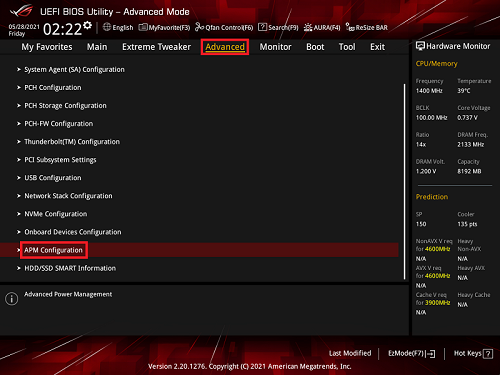 UEFI BIOS Utility – Advanced Mode
05/28/2021
Friday
02:22
English
MyFavorite(F3)
Qfan Control(F6)
Search(F9)
AURA(F4)
ReSize BAR
My Favorites
Main
Extreme Tweaker
Advanced
Monitor
Boot
Tool
Exit
System Agent (SA) Configuration
PCH Configuration
PCH Storage Configuration
PCH-FW Configuration
Thunderbolt(TM) Configuration
PCI Subsystem Settings
USB Configuration
Network Stack Configuration
NVMe Configuration
Onboard Devices Configuration
APM Configuration
HDD/SSD SMART Information
Advanced Power Management
Hardware Monitor
CPU/Memory
Frequency Temperature
1400 MHz 39°C
BCLK Core Voltage
100.00 MHz 0.737 V
Ratio DRAM Freq.
14x 2133 MHz
DRAM Volt. Capacity
1.200 V 8192 MB
Prediction
SP Cooler
150 135 pts
NonAVX V req Heavy
for 4600MHz Non-AVX
N/A N/A
AVX V req Heavy AVX
for 4600MHz N/A
N/A
Cache V req Heavy Cache
for 3900MHz N/A
N/A
Last Modified
EzMode(F7)
Hot Keys ?
Version 2.20.1276. Copyright (C) 2021 American Megatrends, Inc.